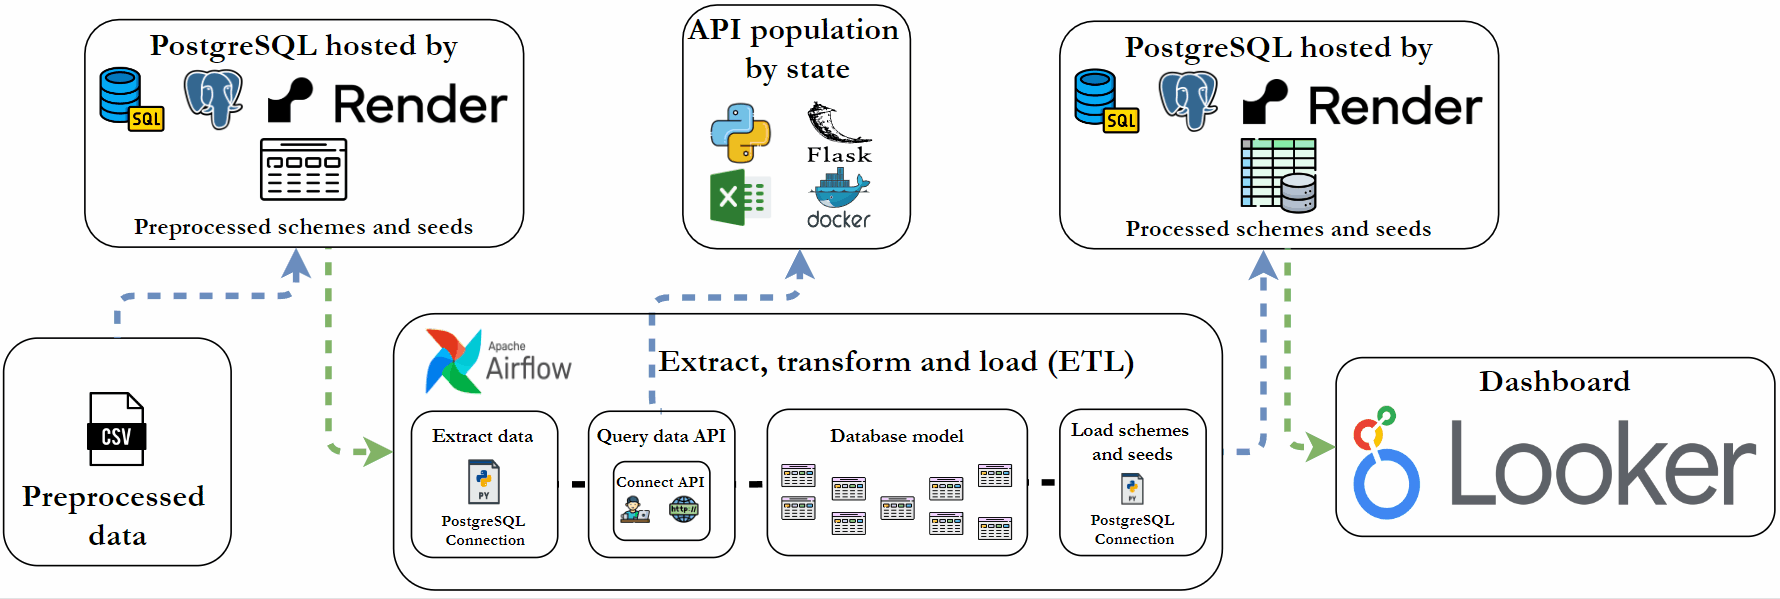 PostgreSQL hosted by
SQL
Render
Preprocessed schemes and seeds
API population
by state
Flask
X
docker
PostgreSQL hosted by
SQL
Render
Processed schemes and seeds
CSV
Preprocessed
data
Apache
Airflow
Extract, transform and load (ETL)
Extract data
PY
PostgreSQL
Connection
Query data API
Connect API
http://
Database model
Load schemes
and seeds
PY
PostgreSQL
Connection
Dashboard
Looker